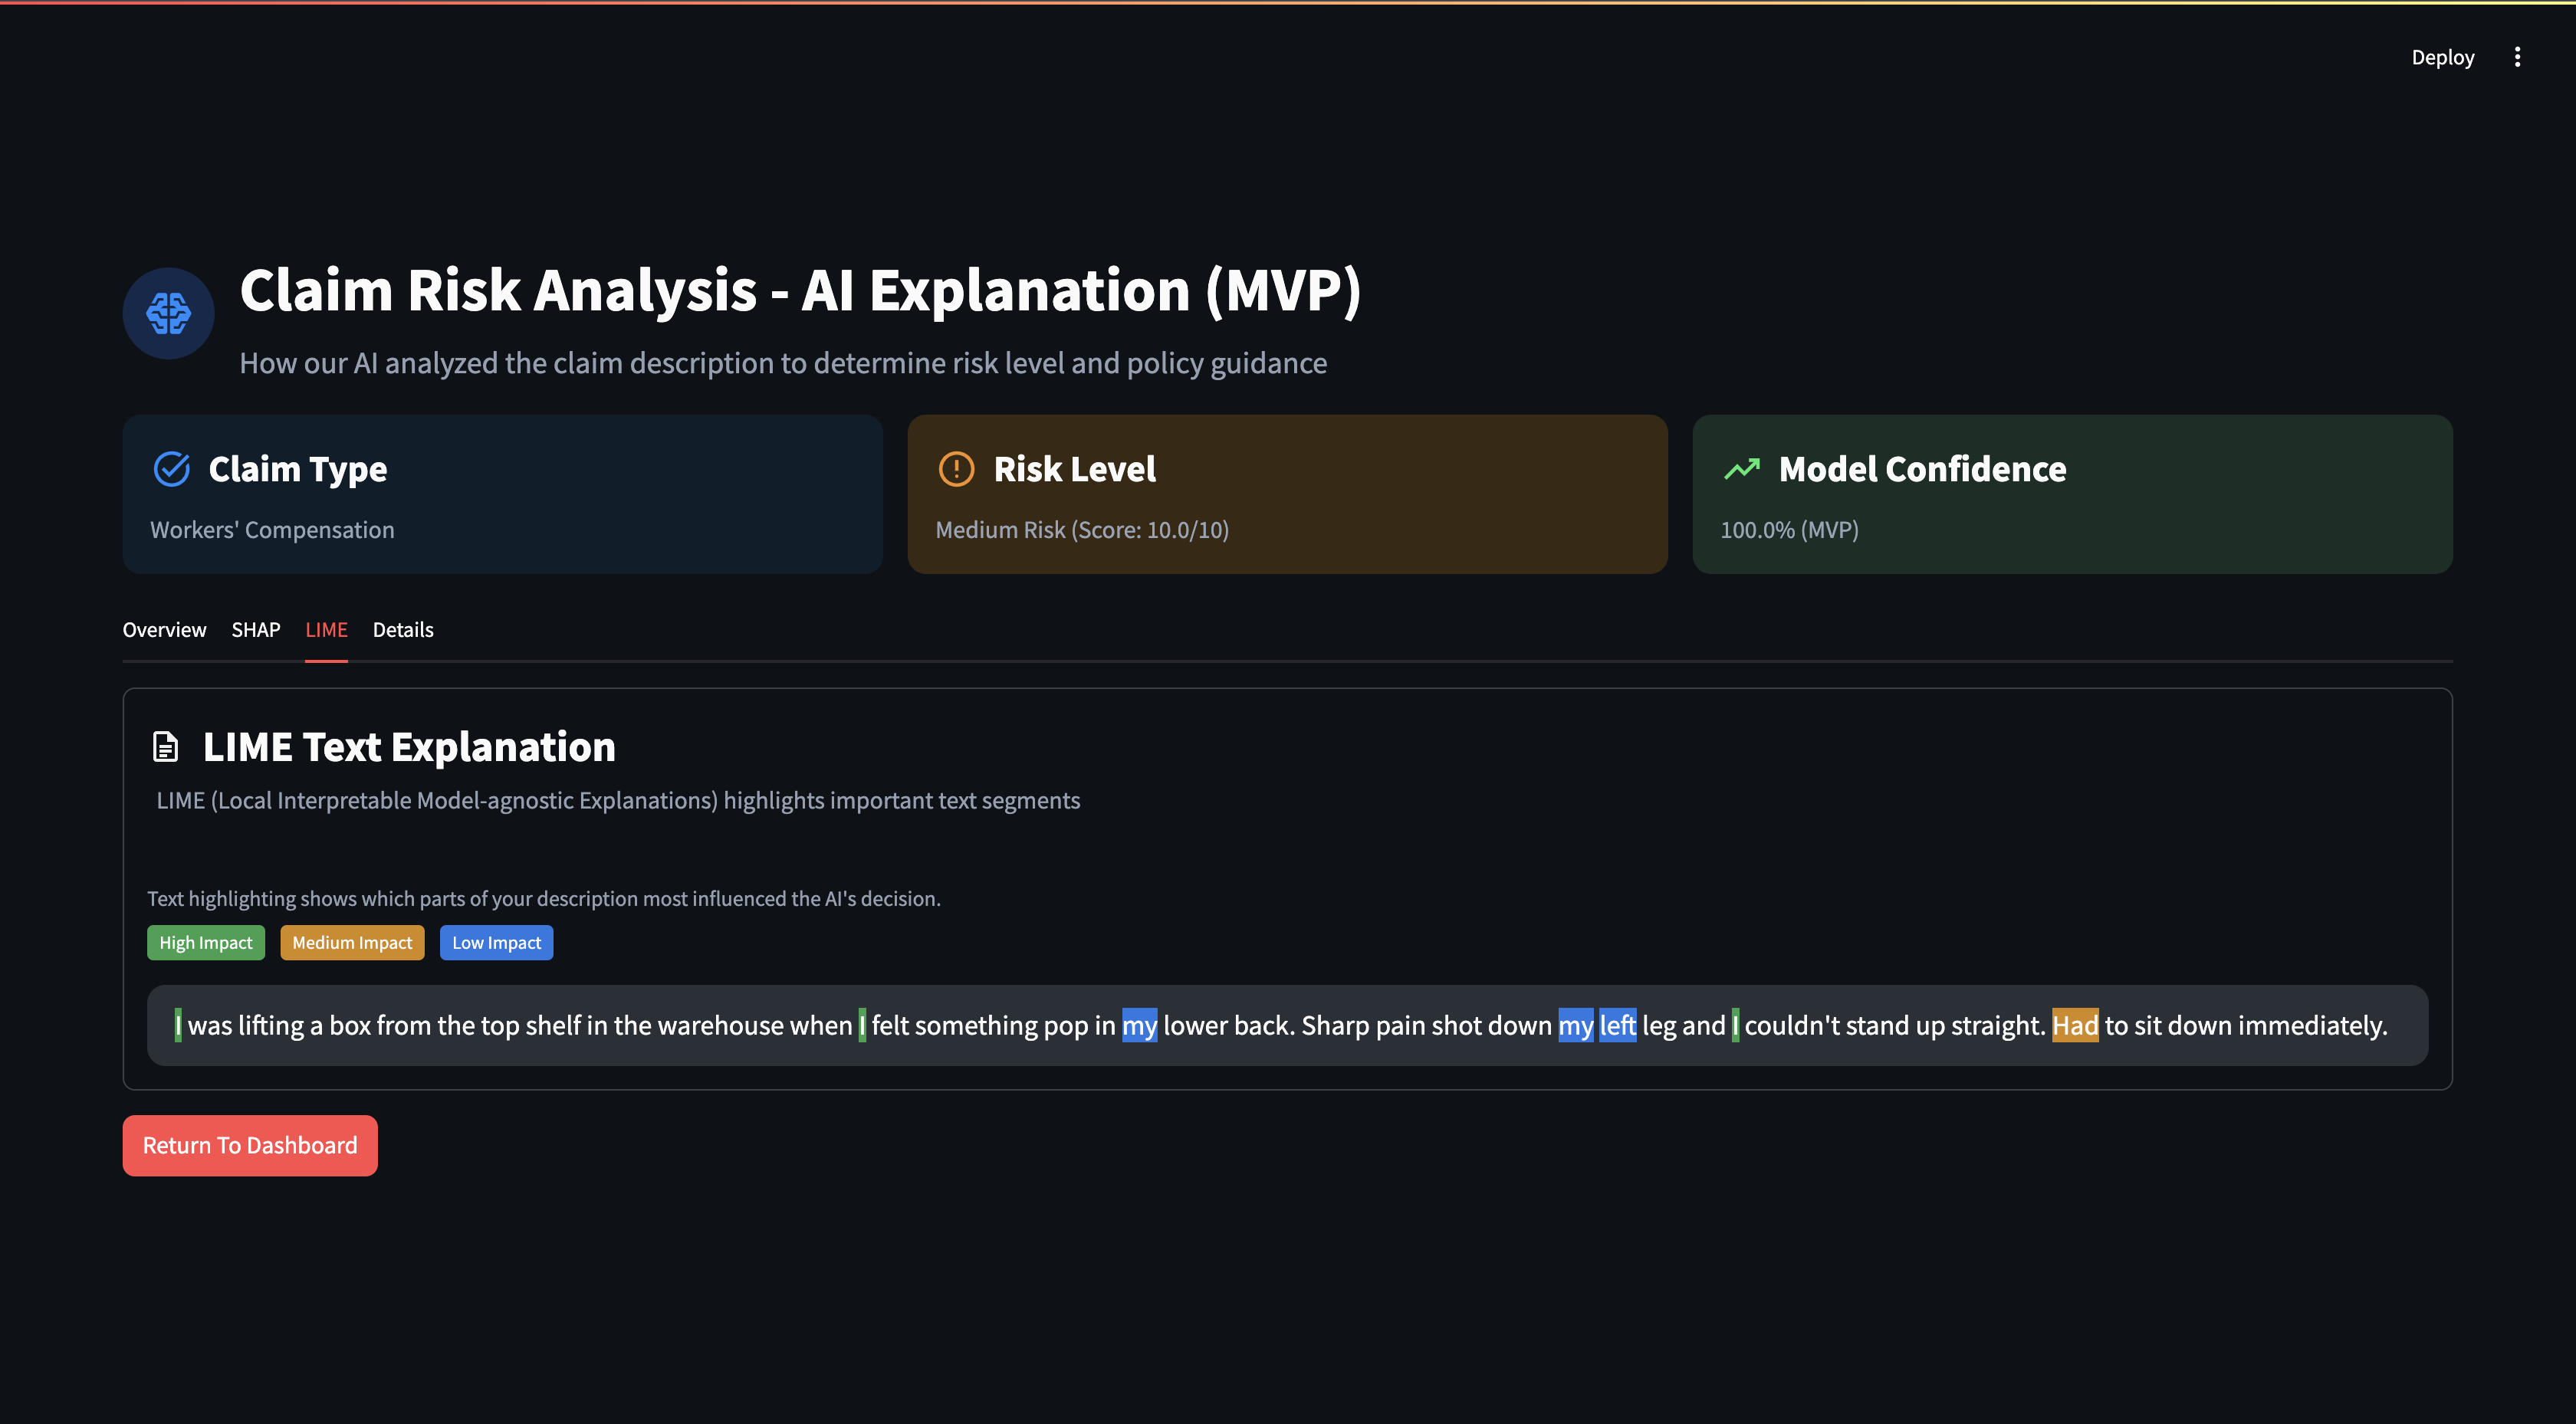 Deploy
Claim Risk Analysis - AI Explanation (MVP)
How our AI analyzed the claim description to determine risk level and policy guidance
Claim Type
Workers' Compensation
Risk Level
Medium Risk (Score: 10.0/10)
Model Confidence
100.0% (MVP)
Overview SHAP LIME Details
LIME Text Explanation
LIME (Local Interpretable Model-agnostic Explanations) highlights important text segments
Text highlighting shows which parts of your description most influenced the AI's decision.
High Impact Medium Impact Low Impact
I was lifting a box from the top shelf in the warehouse when I felt something pop in my lower back. Sharp pain shot down my left leg and I couldn't stand up straight. Had to sit down immediately.
Return To Dashboard